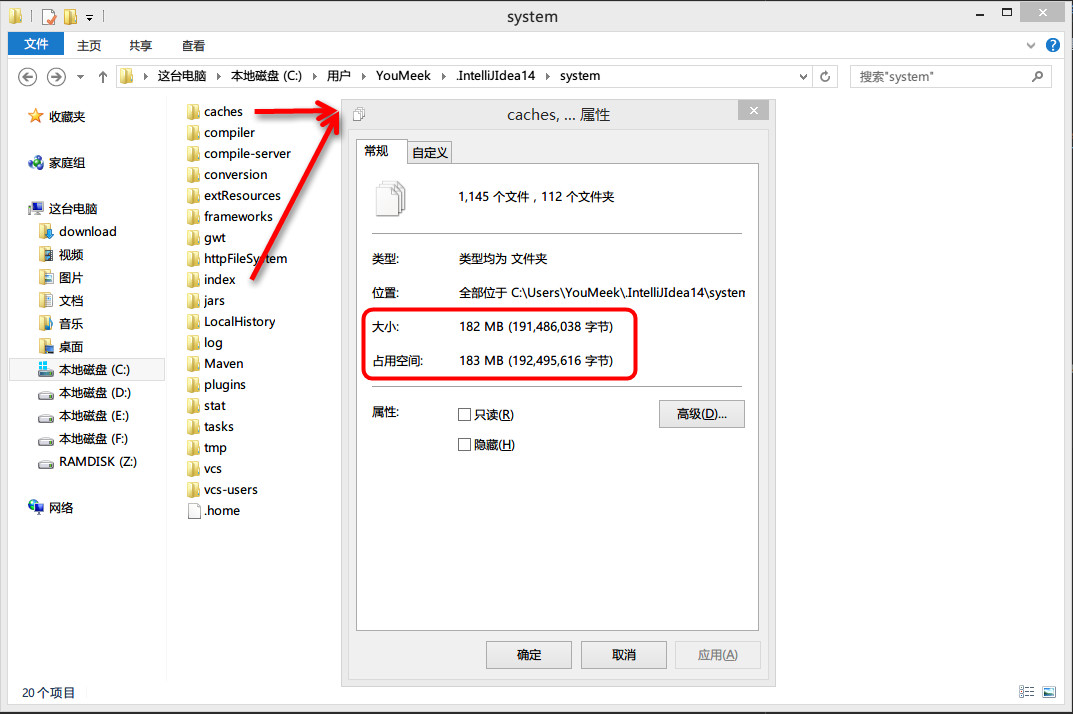 system
文件 主页 共享 查看
这台电脑 本地磁盘 (C:) 用户 YouMeek .IntelliJIdea14 system
搜索"system"
收藏夹
家庭组
这台电脑
download
视频
图片
文档
音乐
桌面
本地磁盘 (C:)
本地磁盘 (D:)
本地磁盘 (E:)
本地磁盘 (F:)
RAMDISK (Z:)
网络
caches
compiler
compile-server
conversion
extResources
frameworks
gwt
httpFileSystem
index
jars
LocalHistory
log
Maven
plugins
stat
tasks
tmp
vcs
vcs-users
.home
caches, ... 属性
常规 自定义
1,145 个文件，112 个文件夹
类型: 类型均为 文件夹
位置: 全部位于 C:\Users\YouMeek\.IntelliJIdea14\system
大小: 182 MB (191,486,038 字节)
占用空间: 183 MB (192,495,616 字节)
属性: 只读(R) 高级(D)...
隐藏(H)
确定 取消 应用(A)
20 个项目